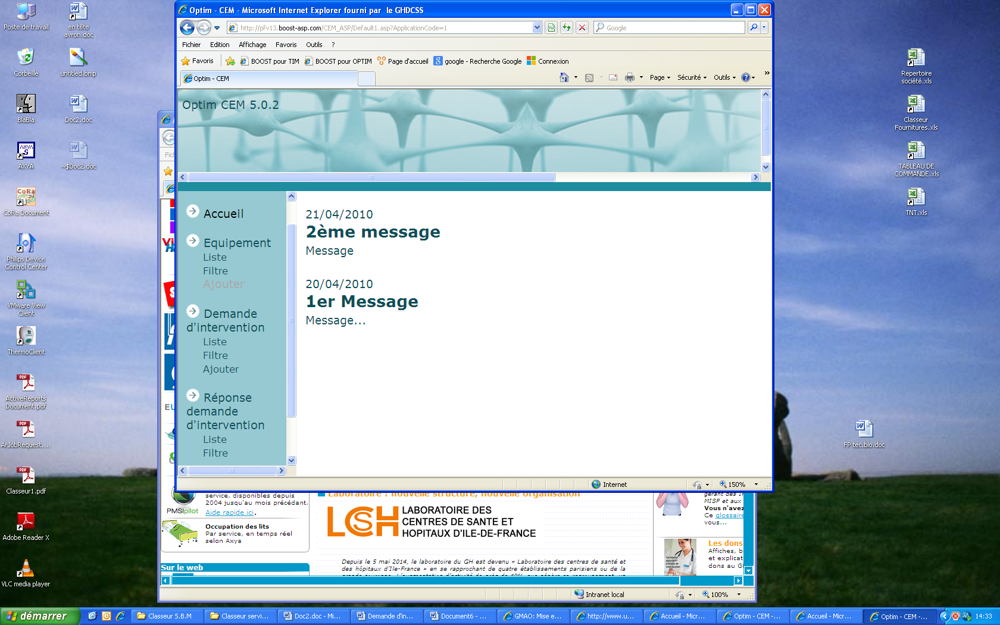 Poste de travail
en tête avron.doc
Corbeille
untitled.bmp
BlaBla
Doc2.doc
AXYA
~$Doc2.doc
CoRa Document
Philips Device Control Center
VMware View Client
ThermoClient
ActiveReports Document.pdf
ArJobRequest....
Classeur1.pdf
Adobe Reader X
VLC media player
Optim - CEM - Microsoft Internet Explorer fourni par le GHDCSS
http://pfv13.boost-asp.com/CEM_ASP/Default1.asp?ApplicationCode=1
Google
Fichier Edition Affichage Favoris Outils ?
Favoris BOOST pour TIM BOOST pour OPTIM Page d'accueil google - Recherche Google Connexion
Optim - CEM
Page Sécurité Outils
Optim CEM 5.0.2
Accueil
Equipement
Liste
Filtre
Ajouter
Demande
d'intervention
Liste
Filtre
Ajouter
Réponse
demande
d'intervention
Liste
Filtre
21/04/2010
2ème message
Message
20/04/2010
1er Message
Message...
Internet
150%
PMSIpilot
service, disponibles depuis
2004 jusqu'au mois précédant.
Aide rapide ici.
Occupation des lits
Par service, en temps réel
selon Axya
Sur le web
Laboratoire : nouvelle structure, nouvelle organisation
LCSH
LABORATOIRE DES
CENTRES DE SANTE ET
HOPITAUX D'ILE-DE-FRANCE
Depuis le 5 mai 2014, le laboratoire du GH est devenu « Laboratoire des centres de santé et
des hôpitaux d'Ile-France » en se rapprochant de quatre établissements parisiens ou de la
MISP et aux
Vous n'avez
Ce glossaire
vous...
Les dons
Affiches, b
et explicat
dons au G
Intranet local
100%
Repertoire société.xls
Classeur Fournitures.xls
TABLEAU DE COMMANDE.xls
TNT.xls
FP tec.bio.doc
démarrer
Classeur S.B.M
Classeur servi...
Doc2.doc - Mi...
Demande d'in...
Document6 - ...
GMAO: Mise e...
http://www.u...
Accueil - Micr...
Optim - CEM -...
Accueil - Micr...
Optim - CEM -...
14:33